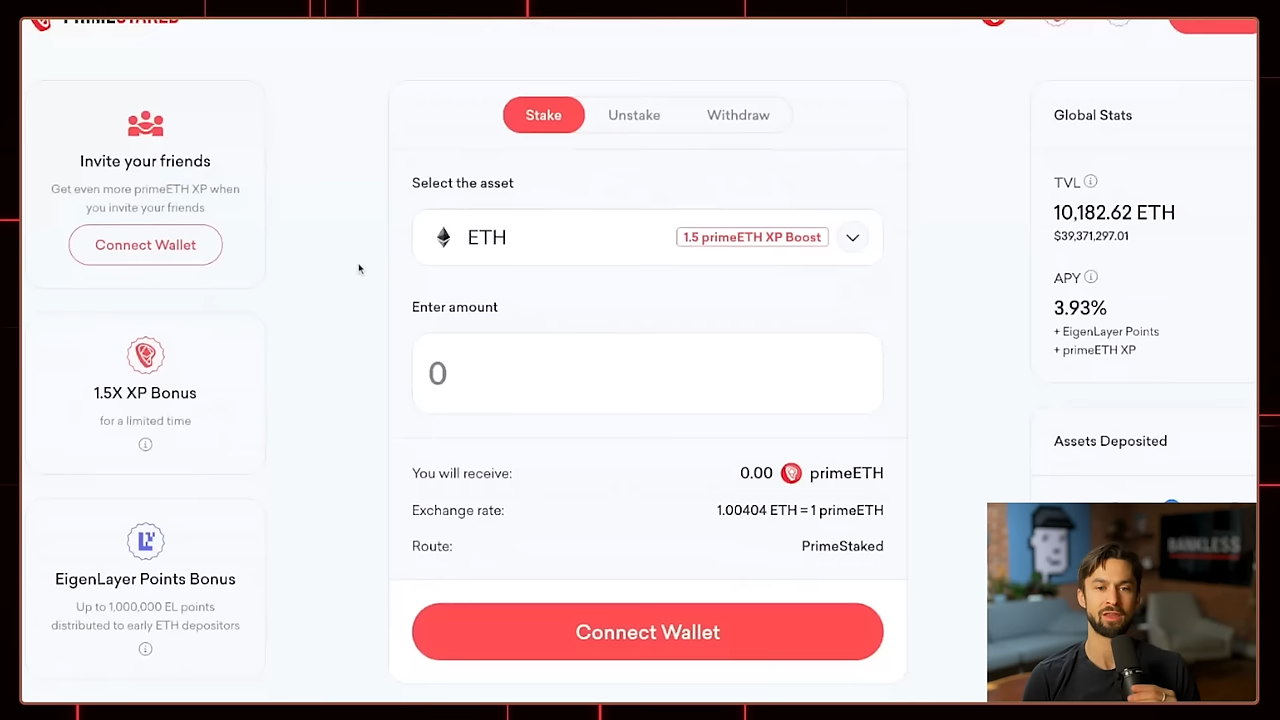 PRIMESTAKED
Invite your friends
Get even more primeETH XP when
you invite your friends
Connect Wallet
1.5X XP Bonus
for a limited time
EigenLayer Points Bonus
Up to 1,000,000 EL points
distributed to early ETH depositors
Stake
Unstake
Withdraw
Select the asset
ETH
1.5 primeETH XP Boost
Enter amount
0
You will receive:
0.00 primeETH
Exchange rate:
1.00404 ETH = 1 primeETH
Route:
PrimeStaked
Connect Wallet
Global Stats
TVL
10,182.62 ETH
$39,371,297.01
APY
3.93%
+ EigenLayer Points
+ primeETH XP
Assets Deposited
BANKLESS